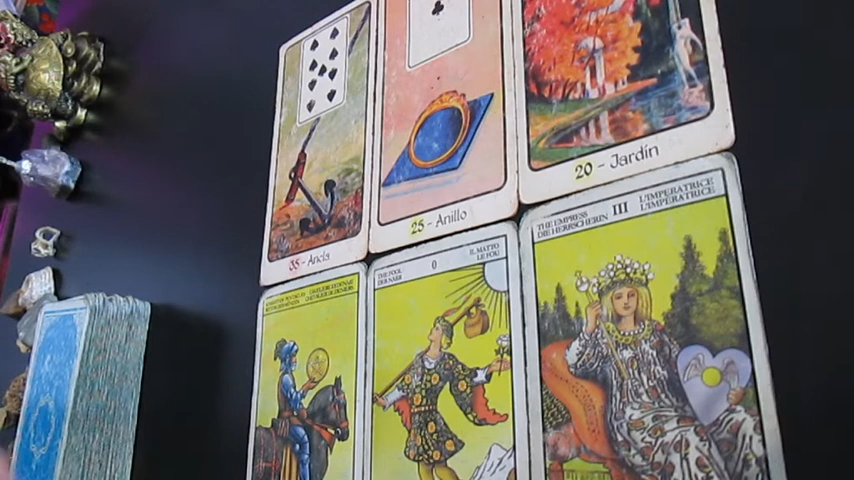 35 - Ancla
25 - Anillo
20 - Jardín
THE FOOL
DER NARR
0
IL MATTO
LE FOU
THE EMPRESS
DIE HERRSCHERIN
III
L'IMPERATRICE
L'IMPÉRATRICE